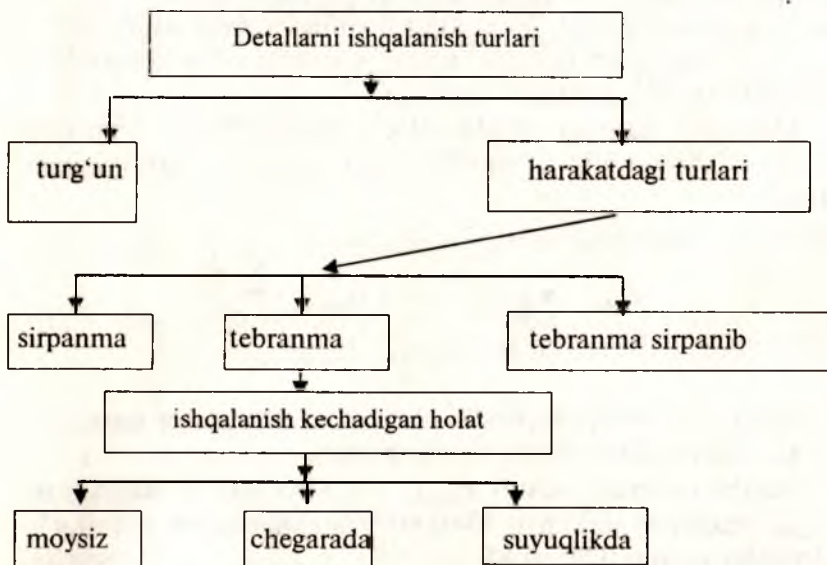 Detallarni ishqalanish turlari
turg‘un
harakatdagi turlari
sirpanma
tebranma
tebranma sirpanib
ishqalanish kechadigan holat
moysiz
chegarada
suyuqlikda